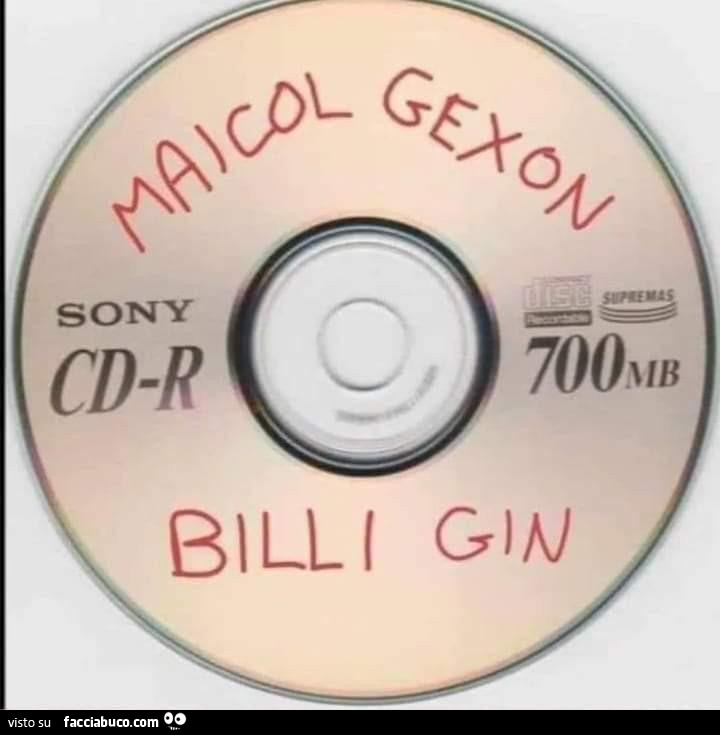 MAICOL GEXON
SONY
CD-R
disc
Recordable
SUPREMAS
700MB
BILLI GIN
visto su facciabuco.com